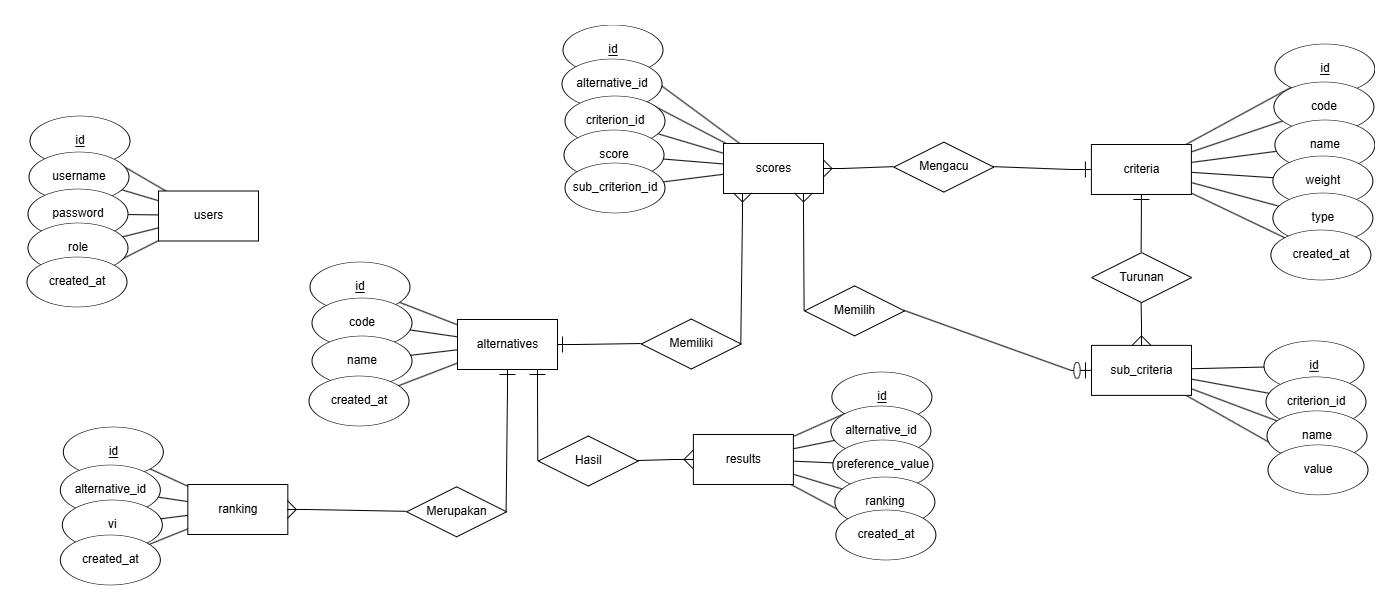 id
username
password
role
created_at
users
id
alternative_id
criterion_id
score
sub_criterion_id
scores
Mengacu
criteria
id
code
name
weight
type
created_at
Turunan
id
code
name
created_at
alternatives
Memiliki
Memilih
sub_criteria
id
criterion_id
name
value
id
alternative_id
vi
created_at
ranking
Merupakan
Hasil
results
id
alternative_id
preference_value
ranking
created_at